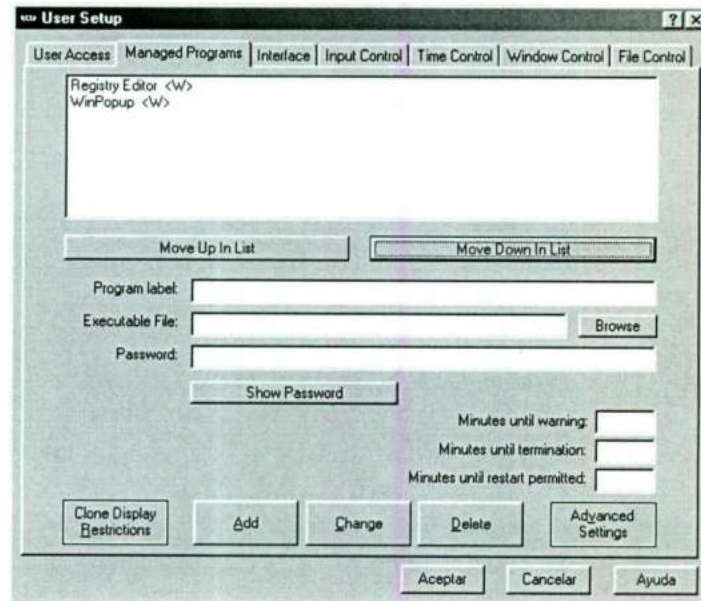 User Setup
User Access Managed Programs Interface Input Control Time Control Window Control File Control
Registry Editor <W>
WinPopup <W>
Move Up In List Move Down In List
Program label:
Executable File: Browse
Password:
Show Password
Minutes until warning:
Minutes until termination:
Minutes until restart permitted:
Clone Display
Restrictions
Add Change Delete
Advanced
Settings
Aceptar Cancelar Ayuda